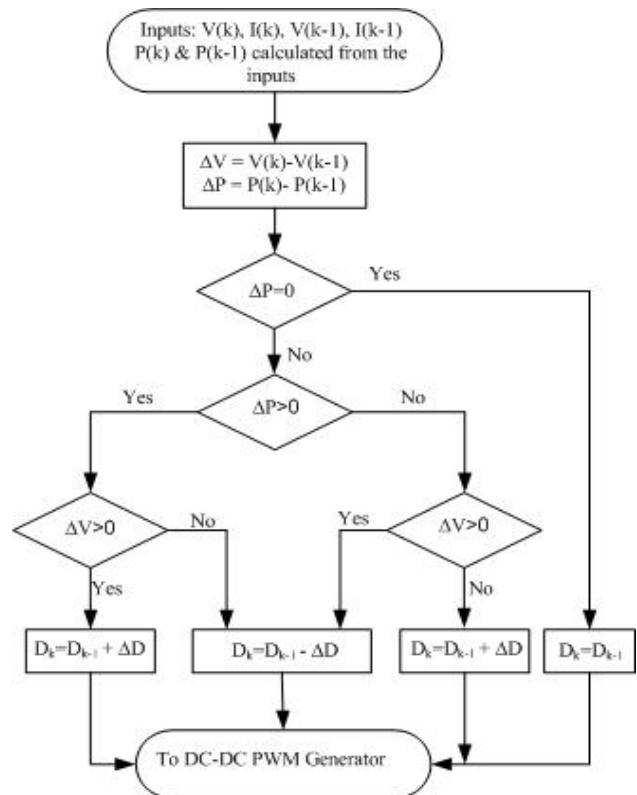 Inputs: V(k), I(k), V(k-1), I(k-1)
P(k) & P(k-1) calculated from the
inputs
ΔV = V(k)-V(k-1)
ΔP = P(k)- P(k-1)
ΔP=0
Yes
No
ΔP>0
Yes
No
ΔV>0
No
Yes
Yes
ΔV>0
No
Dk=Dk-1 + ΔD
Dk=Dk-1 - ΔD
Dk=Dk-1 + ΔD
Dk=Dk-1
To DC-DC PWM Generator